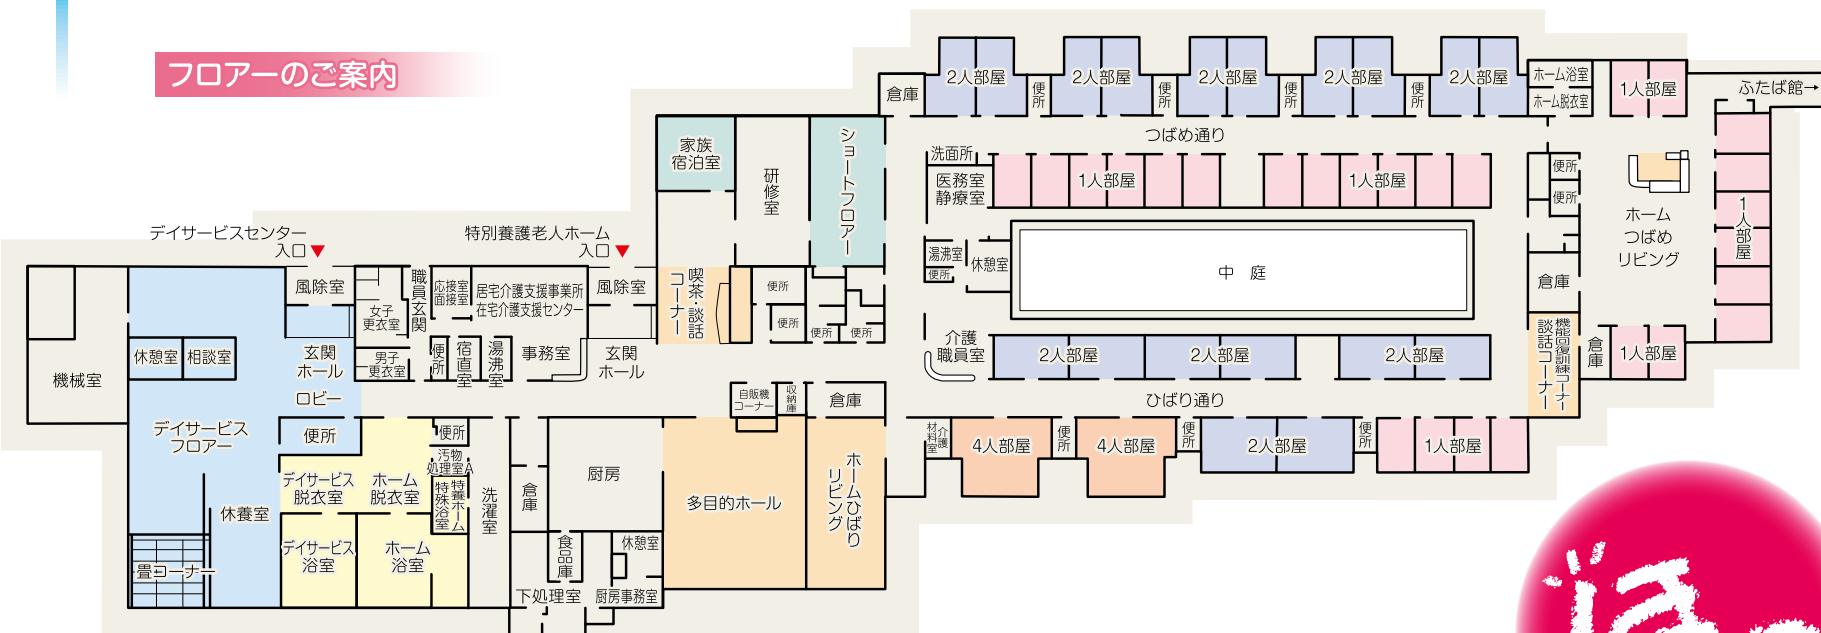 フロアーのご案内
デイサービスセンター
入口
特別養護老人ホーム
入口
倉庫
2人部屋
便所
2人部屋
便所
2人部屋
便所
2人部屋
便所
2人部屋
ホーム浴室
ホーム脱衣室
1人部屋
ふたば館→
つばめ通り
家族
宿泊室
研修室
ショートフロアー
洗面所
医務室
静療室
1人部屋
1人部屋
便所
便所
ホーム
つばめ
リビング
1人部屋
湯沸室
便所
休憩室
中 庭
倉庫
風除室
女子
更衣室
職員玄関
応接室
面接室
居宅介護支援事業所
在宅介護支援センター
風除室
喫茶・談話
コーナー
便所
便所
便所
便所
介護
職員室
2人部屋
2人部屋
2人部屋
機能回復訓練コーナー
談話コーナー
倉庫
1人部屋
機械室
休憩室
相談室
玄関
ホール
ロビー
男子
更衣室
便所
宿直室
湯沸室
事務室
玄関
ホール
自販機
コーナー
収納庫
倉庫
ひばり通り
デイサービス
フロアー
便所
便所
汚物
処理室A
デイサービス
脱衣室
ホーム
脱衣室
特養ホーム
特殊浴室
洗濯室
倉庫
厨房
多目的ホール
ホームひばり
リビング
介護
材料室
4人部屋
便所
4人部屋
便所
2人部屋
便所
1人部屋
休養室
デイサービス
浴室
ホーム
浴室
畳コーナー
食品庫
休憩室
下処理室
厨房事務室